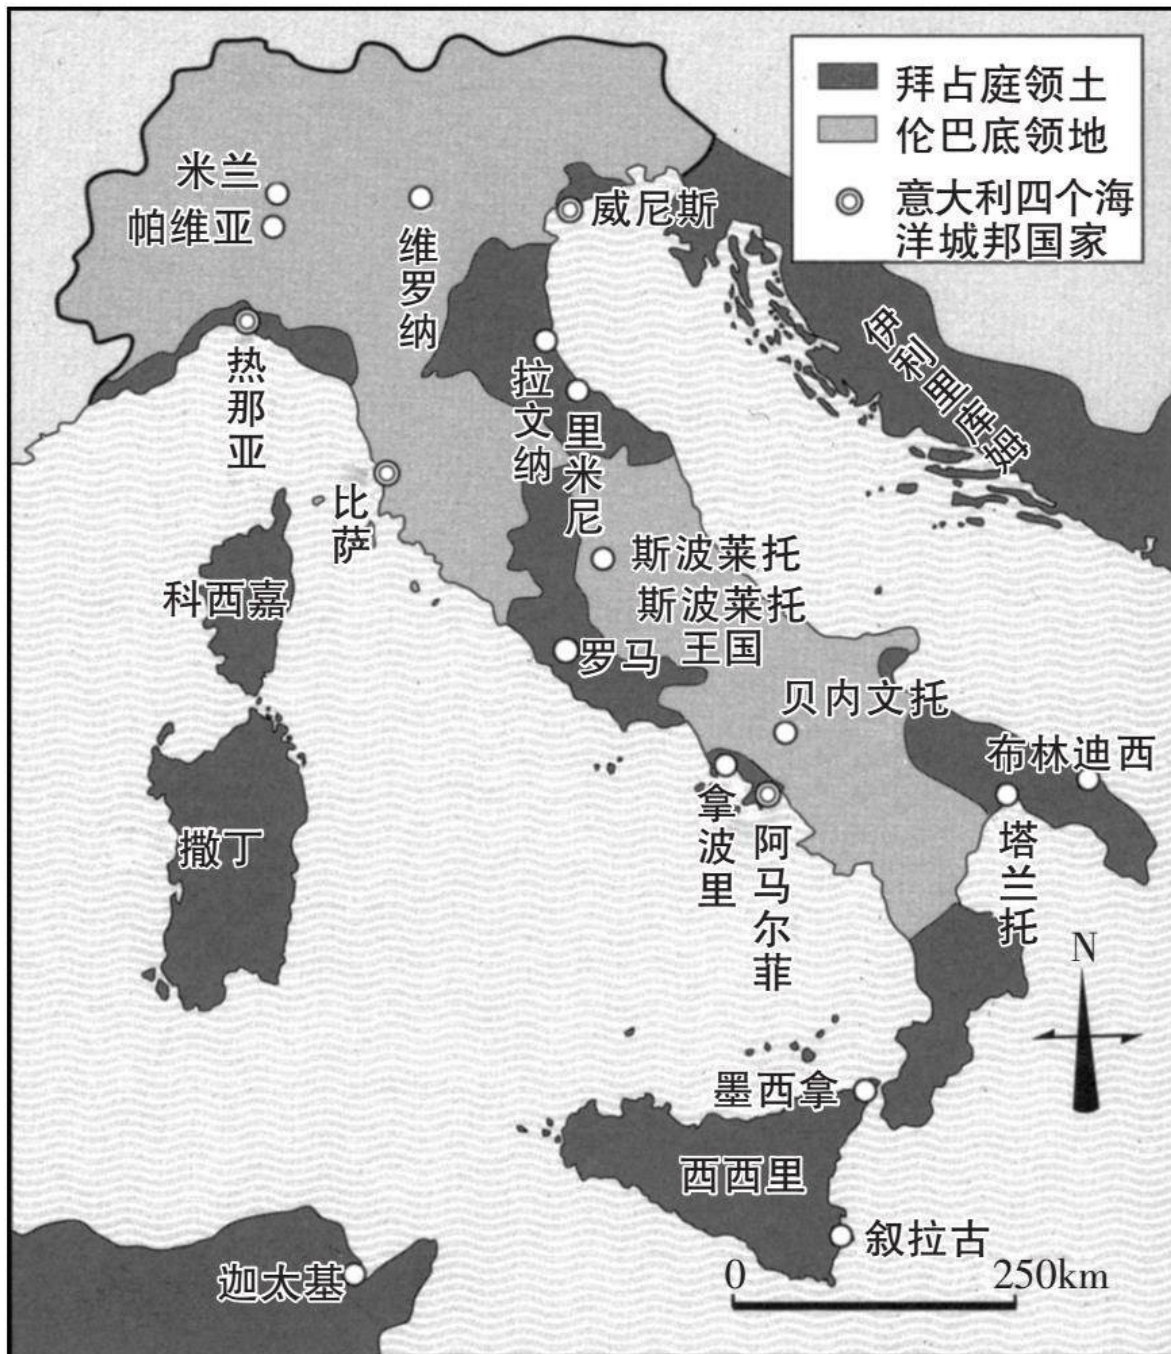 拜占庭领土
伦巴底领地
意大利四个海
洋城邦国家
米兰
帕维亚
维罗纳
威尼斯
热那亚
拉文纳
里米尼
伊利里库姆
比萨
斯波莱托
斯波莱托
王国
科西嘉
罗马
贝内文托
布林迪西
撒丁
拿波里
阿马尔菲
塔兰托
N
墨西拿
西西里
叙拉古
迦太基
0 250km